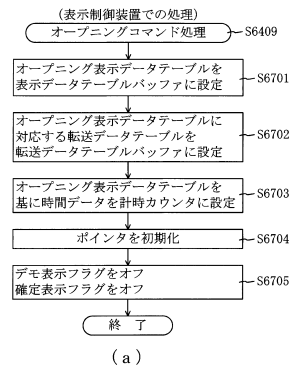 (表示制御装置での処理)
オープニングコマンド処理
S6409
オープニング表示データテーブルを
表示データテーブルバッファに設定
S6701
オープニング表示データテーブルに
対応する転送データテーブルを
転送データテーブルバッファに設定
S6702
オープニング表示データテーブルを
基に時間データを計時カウンタに設定
S6703
ポインタを初期化
S6704
デモ表示フラグをオフ
確定表示フラグをオフ
S6705
終 了
(a)